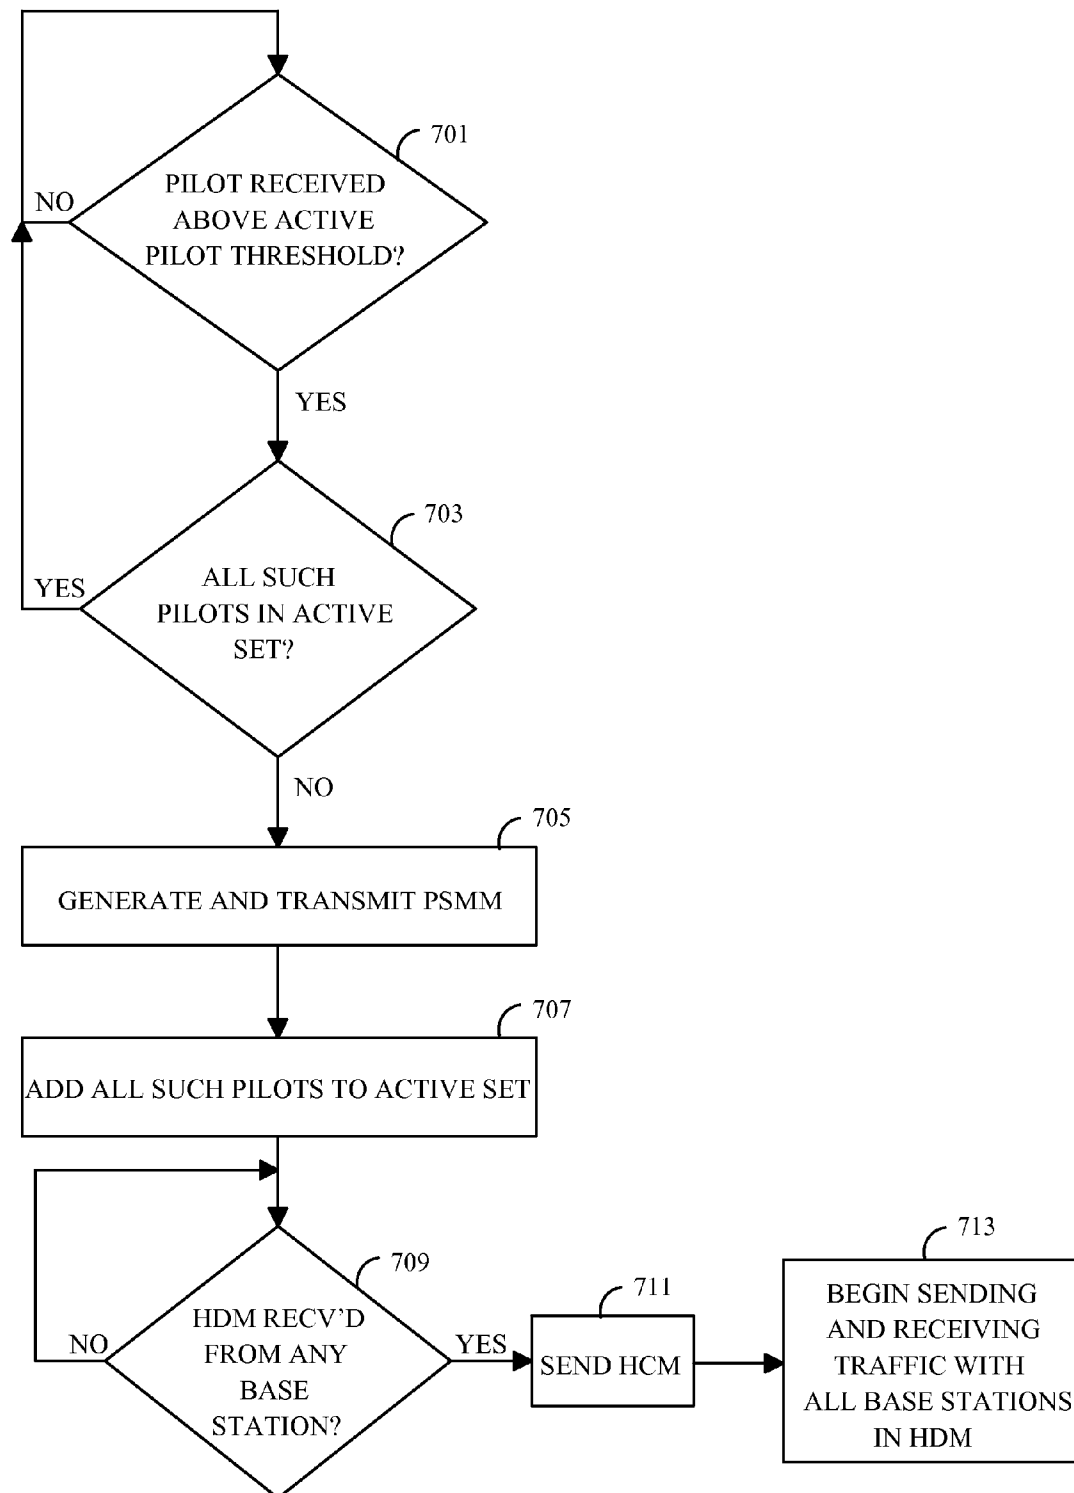 701
PILOT RECEIVED
ABOVE ACTIVE
PILOT THRESHOLD?
NO
YES
703
ALL SUCH
PILOTS IN ACTIVE
SET?
YES
NO
705
GENERATE AND TRANSMIT PSMM
707
ADD ALL SUCH PILOTS TO ACTIVE SET
709
HDM RECV'D
FROM ANY
BASE
STATION?
NO
YES
711
SEND HCM
713
BEGIN SENDING
AND RECEIVING
TRAFFIC WITH
ALL BASE STATIONS
IN HDM